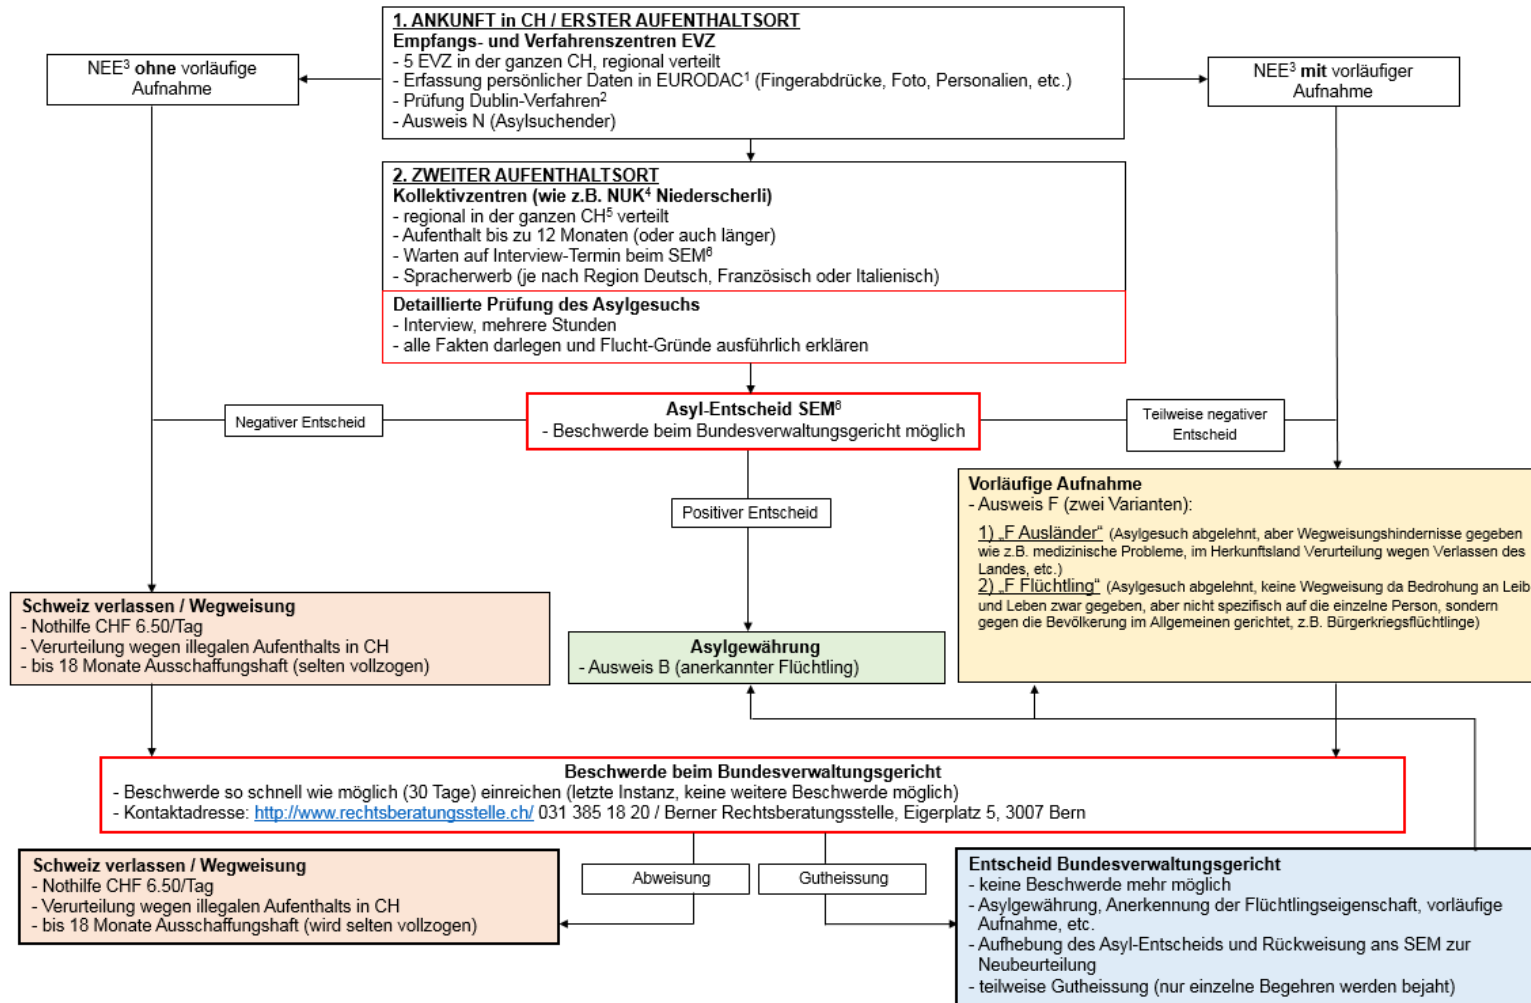 1. ANKUNFT in CH / ERSTER AUFENTHALTSORT
Empfangs- und Verfahrenszentren EVZ
- 5 EVZ in der ganzen CH, regional verteilt
- Erfassung persönlicher Daten in EURODAC¹ (Fingerabdrücke, Foto, Personalien, etc.)
- Prüfung Dublin-Verfahren²
- Ausweis N (Asylsuchender)
NEE³ ohne vorläufige
Aufnahme
NEE³ mit vorläufiger
Aufnahme
2. ZWEITER AUFENTHALTSORT
Kollektivzentren (wie z.B. NUK⁴ Niederscherli)
- regional in der ganzen CH⁵ verteilt
- Aufenthalt bis zu 12 Monaten (oder auch länger)
- Warten auf Interview-Termin beim SEM⁶
- Spracherwerb (je nach Region Deutsch, Französisch oder Italienisch)
Detaillierte Prüfung des Asylgesuchs
- Interview, mehrere Stunden
- alle Fakten darlegen und Flucht-Gründe ausführlich erklären
Negativer Entscheid
Asyl-Entscheid SEM⁶
- Beschwerde beim Bundesverwaltungsgericht möglich
Teilweise negativer
Entscheid
Positiver Entscheid
Vorläufige Aufnahme
- Ausweis F (zwei Varianten):
1) „F Ausländer“ (Asylgesuch abgelehnt, aber Wegweisungshindernisse gegeben
wie z.B. medizinische Probleme, im Herkunftsland Verurteilung wegen Verlassen des
Landes, etc.)
2) „F Flüchtling“ (Asylgesuch abgelehnt, keine Wegweisung da Bedrohung an Leib
und Leben zwar gegeben, aber nicht spezifisch auf die einzelne Person, sondern
gegen die Bevölkerung im Allgemeinen gerichtet, z.B. Bürgerkriegsflüchtlinge)
Schweiz verlassen / Wegweisung
- Nothilfe CHF 6.50/Tag
- Verurteilung wegen illegalen Aufenthalts in CH
- bis 18 Monate Ausschaffungshaft (selten vollzogen)
Asylgewährung
- Ausweis B (anerkannter Flüchtling)
Beschwerde beim Bundesverwaltungsgericht
- Beschwerde so schnell wie möglich (30 Tage) einreichen (letzte Instanz, keine weitere Beschwerde möglich)
- Kontaktadresse: http://www.rechtsberatungsstelle.ch/ 031 385 18 20 / Berner Rechtsberatungsstelle, Eigerplatz 5, 3007 Bern
Schweiz verlassen / Wegweisung
- Nothilfe CHF 6.50/Tag
- Verurteilung wegen illegalen Aufenthalts in CH
- bis 18 Monate Ausschaffungshaft (wird selten vollzogen)
Abweisung
Gutheissung
Entscheid Bundesverwaltungsgericht
- keine Beschwerde mehr möglich
- Asylgewährung, Anerkennung der Flüchtlingseigenschaft, vorläufige
Aufnahme, etc.
- Aufhebung des Asyl-Entscheids und Rückweisung ans SEM zur
Neubeurteilung
- teilweise Gutheissung (nur einzelne Begehren werden bejaht)